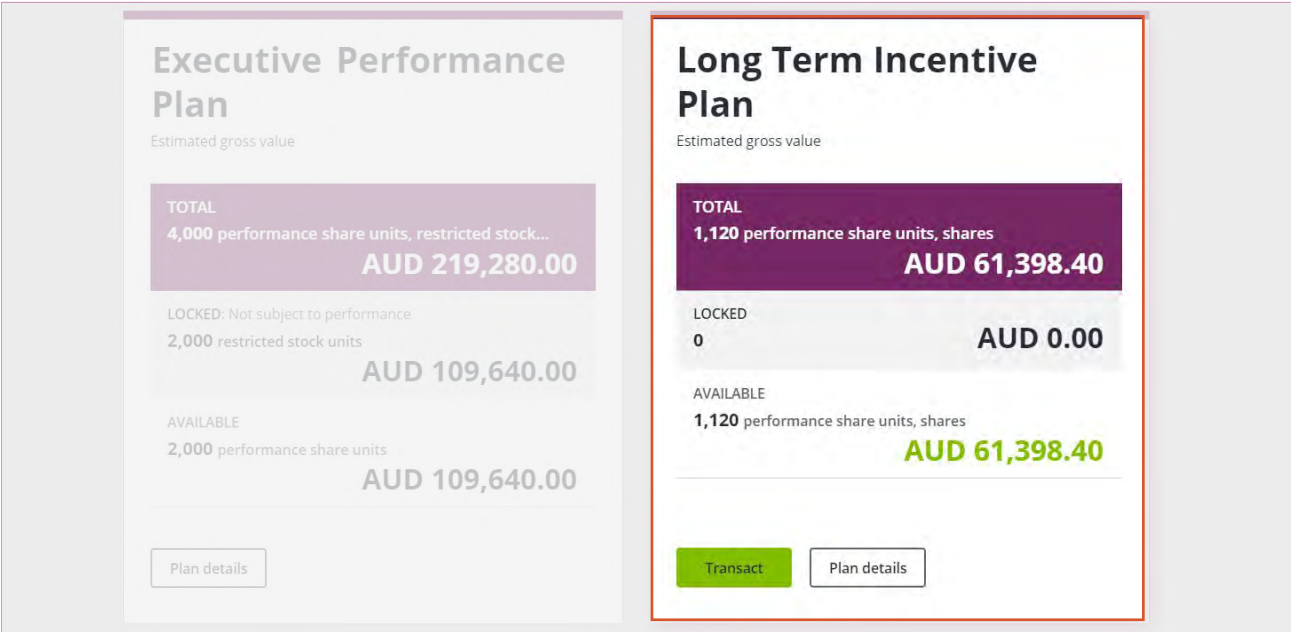 Executive Performance
Plan
Estimated gross value
TOTAL
4,000 performance share units, restricted stock...
AUD 219,280.00
LOCKED: Not subject to performance
2,000 restricted stock units
AUD 109,640.00
AVAILABLE
2,000 performance share units
AUD 109,640.00
Plan details
Long Term Incentive
Plan
Estimated gross value
TOTAL
1,120 performance share units, shares
AUD 61,398.40
LOCKED
0 AUD 0.00
AVAILABLE
1,120 performance share units, shares
AUD 61,398.40
Transact Plan details